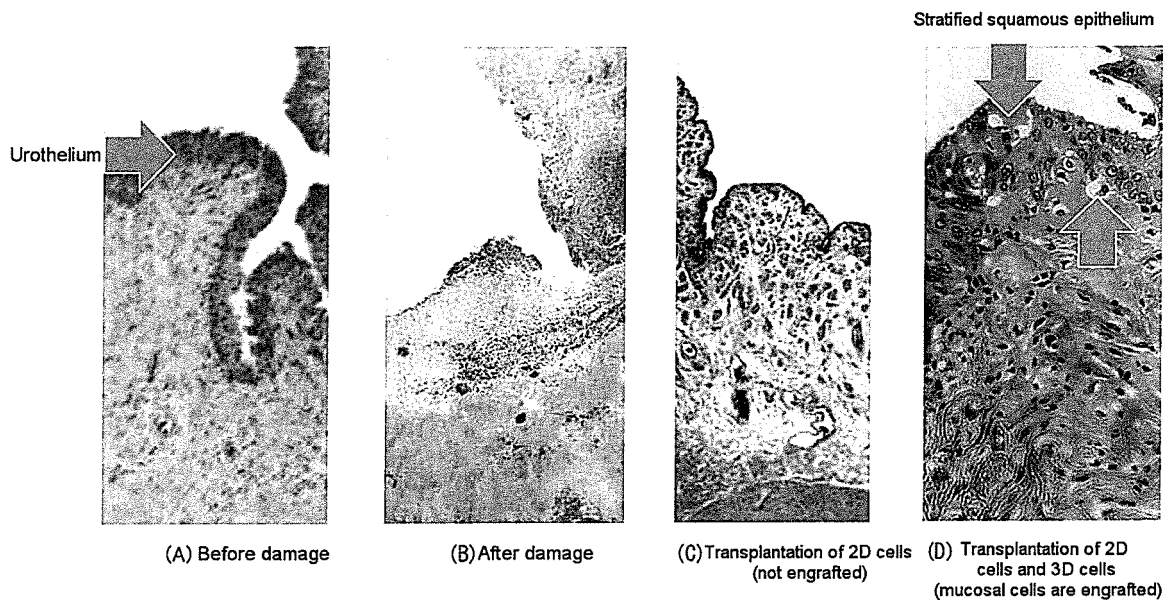 Stratified squamous epithelium
Urothelium
(A) Before damage
(B) After damage
(C) Transplantation of 2D cells
(not engrafted)
(D) Transplantation of 2D
cells and 3D cells
(mucosal cells are engrafted)